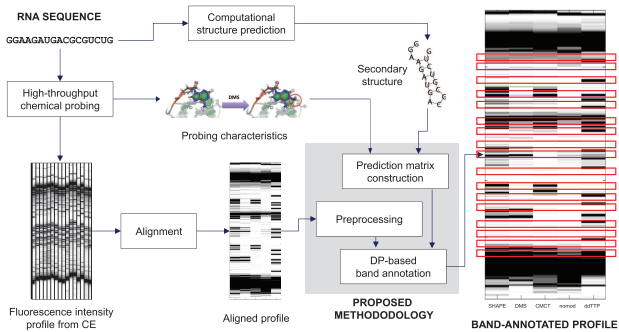 RNA SEQUENCE
GGAAGAUGACGCGUCUG
Computational
structure prediction
High-throughput
chemical probing
DMS
Probing characteristics
Secondary
structure
Prediction matrix
construction
Preprocessing
DP-based
band annotation
PROPOSED
METHODODOLOGY
Alignment
Fluorescence intensity
profile from CE
Aligned profile
SHAPE DMS CMCT nomod ddTTP
BAND-ANNOTATED PROFILE